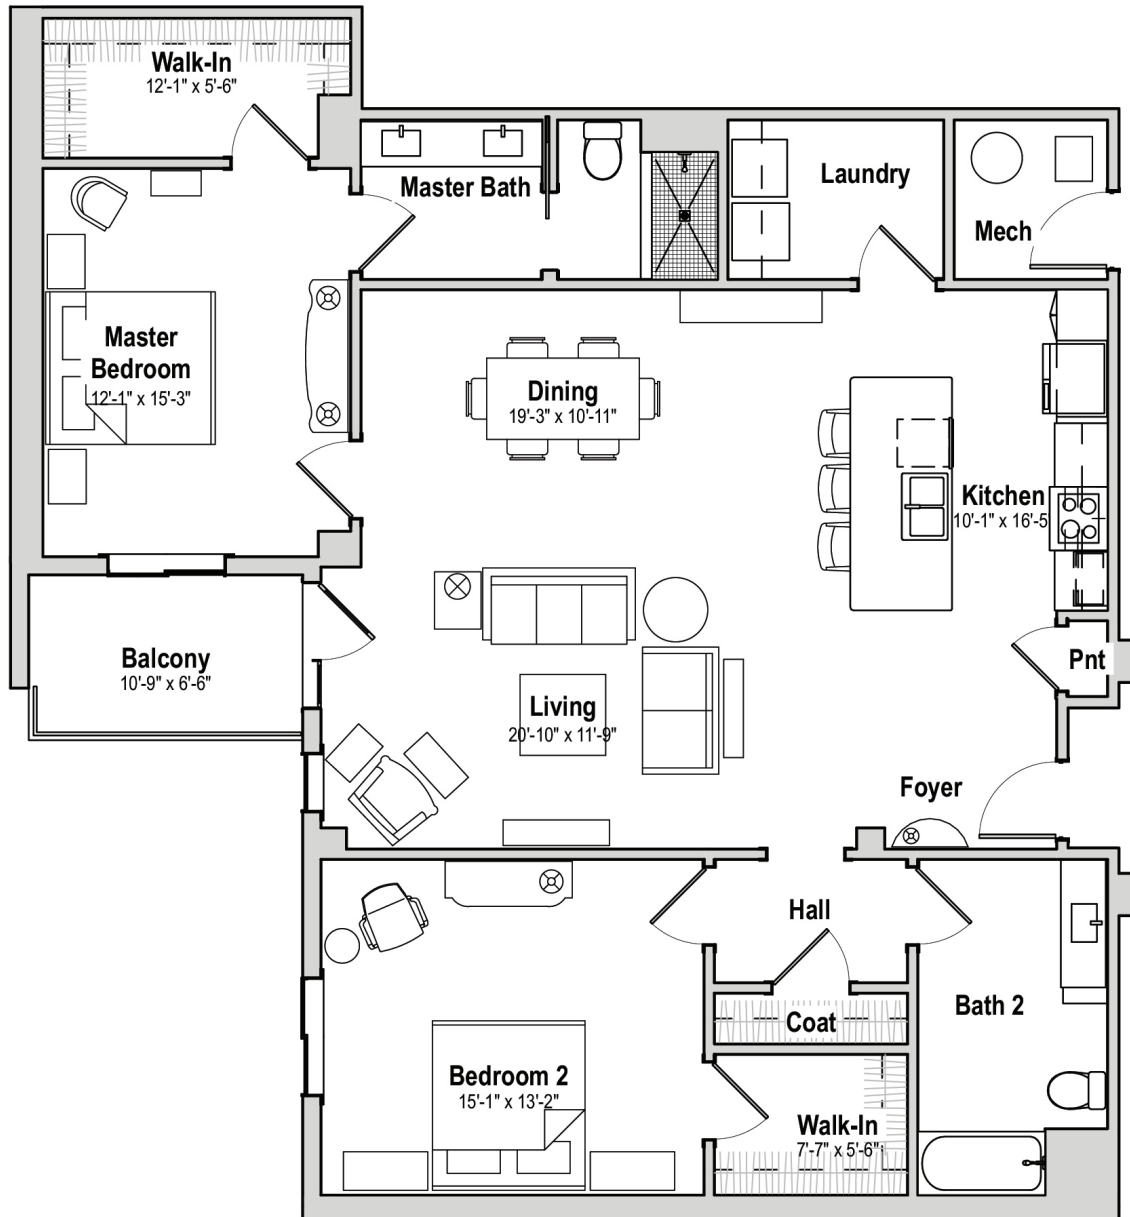 Walk-In
12'-1" x 5'-6"
Master Bath
Laundry
Mech
Master
Bedroom
12'-1" x 15'-3"
Dining
19'-3" x 10'-11"
Kitchen
10'-1" x 16'-5
Balcony
10'-9" x 6'-6"
Pnt
Living
20'-10" x 11'-9"
Foyer
Hall
Bath 2
Coat
Bedroom 2
15'-1" x 13'-2"
Walk-In
7'-7" x 5'-6"